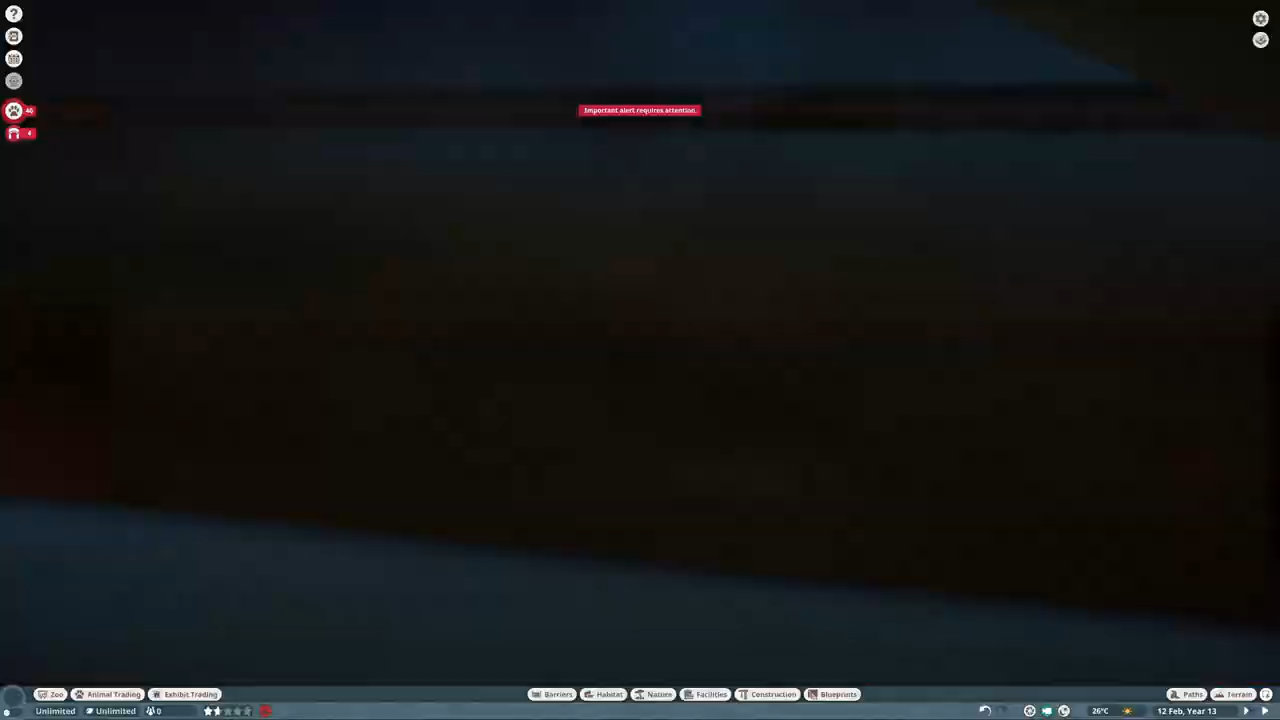 ?
46
Important alert requires attention.
4
Zoo
Animal Trading
Exhibit Trading
Barriers
Habitat
Nature
Facilities
Construction
Blueprints
Paths
Terrain
Unlimited
Unlimited
0
26°C
12 Feb, Year 13